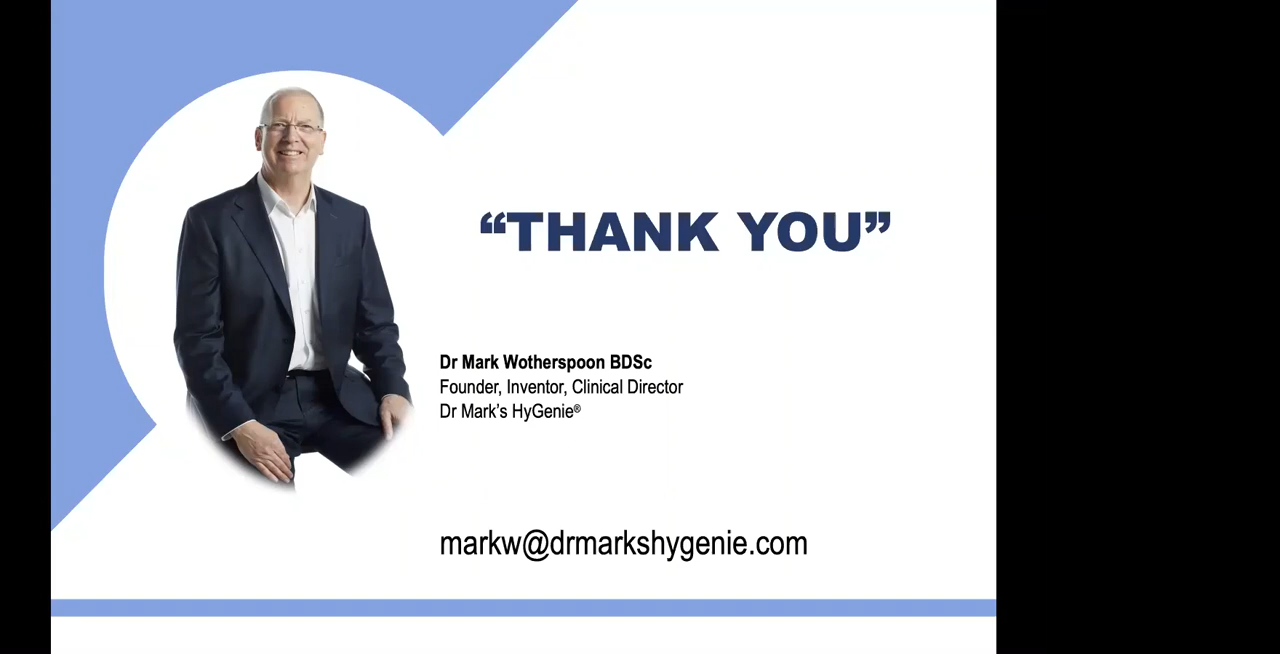 “THANK YOU”
Dr Mark Wotherspoon BDSc
Founder, Inventor, Clinical Director
Dr Mark’s HyGenie®
markw@drmarkshygenie.com